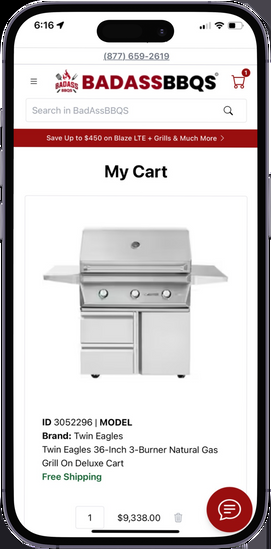 6:16
(877) 659-2619
BADASS
BBQS
BADASSBBQS
1
Search in BadAssBBQS
Save Up to $450 on Blaze LTE + Grills & Much More >
My Cart
ID 3052296 | MODEL
Brand: Twin Eagles
Twin Eagles 36-Inch 3-Burner Natural Gas
Grill On Deluxe Cart
Free Shipping
1
$9,338.00